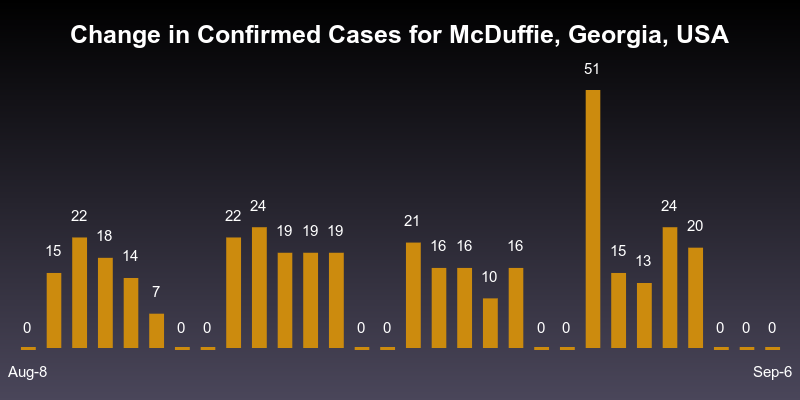 Change in Confirmed Cases for McDuffie, Georgia, USA
0 15 22 18 14 7 0 0 22 24 19 19 19 0 0 21 16 16 10 16 0 0 51 15 13 24 20 0 0 0
Aug-8 Sep-6